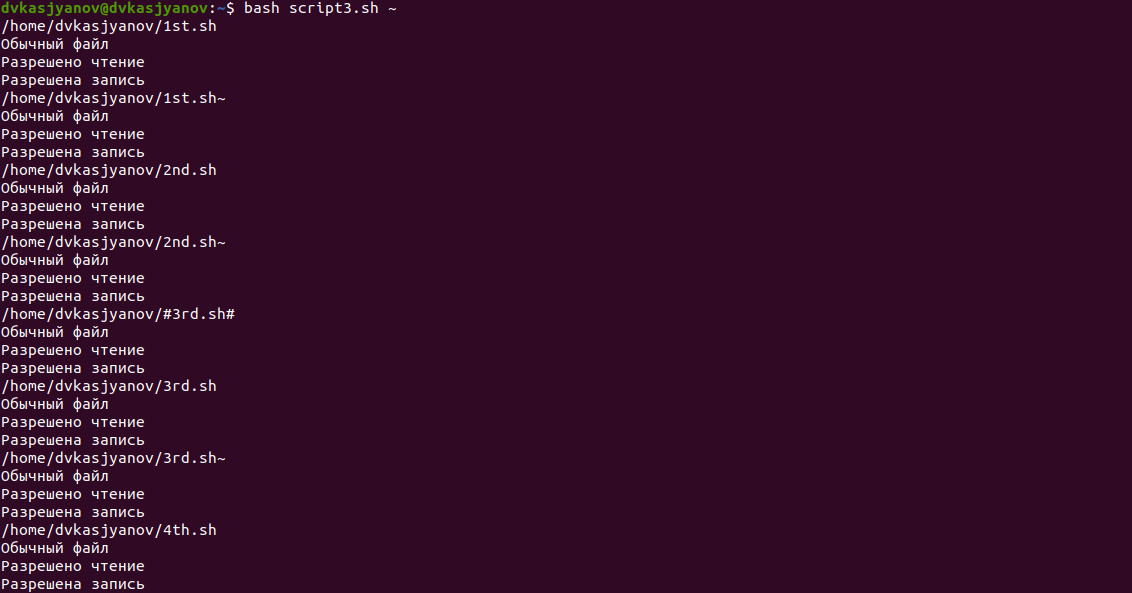 dvkasjyanov@dvkasjyanov:~$ bash script3.sh ~
/home/dvkasjyanov/1st.sh
Обычный файл
Разрешено чтение
Разрешена запись
/home/dvkasjyanov/1st.sh~
Обычный файл
Разрешено чтение
Разрешена запись
/home/dvkasjyanov/2nd.sh
Обычный файл
Разрешено чтение
Разрешена запись
/home/dvkasjyanov/2nd.sh~
Обычный файл
Разрешено чтение
Разрешена запись
/home/dvkasjyanov/#3rd.sh#
Обычный файл
Разрешено чтение
Разрешена запись
/home/dvkasjyanov/3rd.sh
Обычный файл
Разрешено чтение
Разрешена запись
/home/dvkasjyanov/3rd.sh~
Обычный файл
Разрешено чтение
Разрешена запись
/home/dvkasjyanov/4th.sh
Обычный файл
Разрешено чтение
Разрешена запись